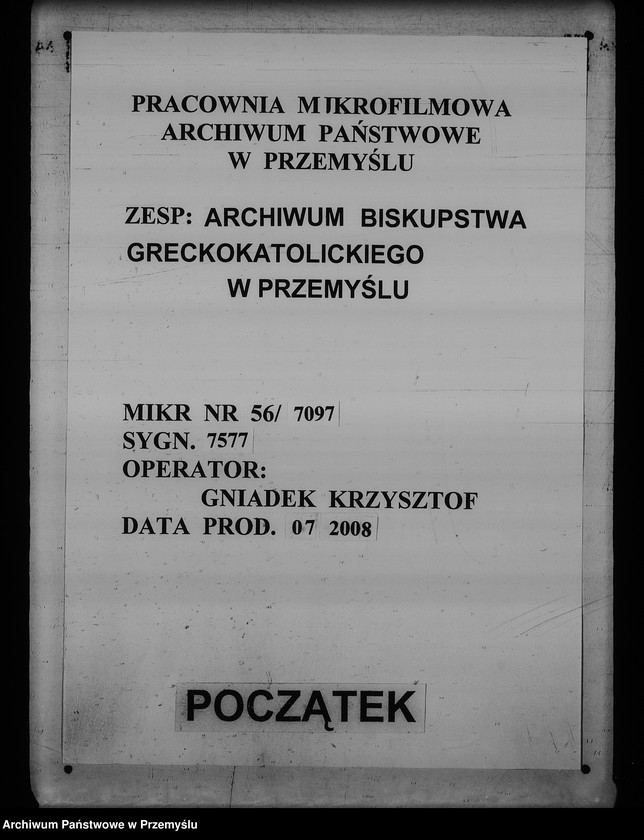 PRACOWNIA MIKROFILMOWA
ARCHIWUM PAŃSTWOWE
W PRZEMYŚLU
ZESP: ARCHIWUM BISKUPSTWA
GRECKOKATOLICKIEGO
W PRZEMYŚLU
MIKR NR 56/ 7097
SYGN. 7577
OPERATOR:
GNIADEK KRZYSZTOF
DATA PROD. 07 2008
POCZĄTEK
Archiwum Państwowe w Przemyślu